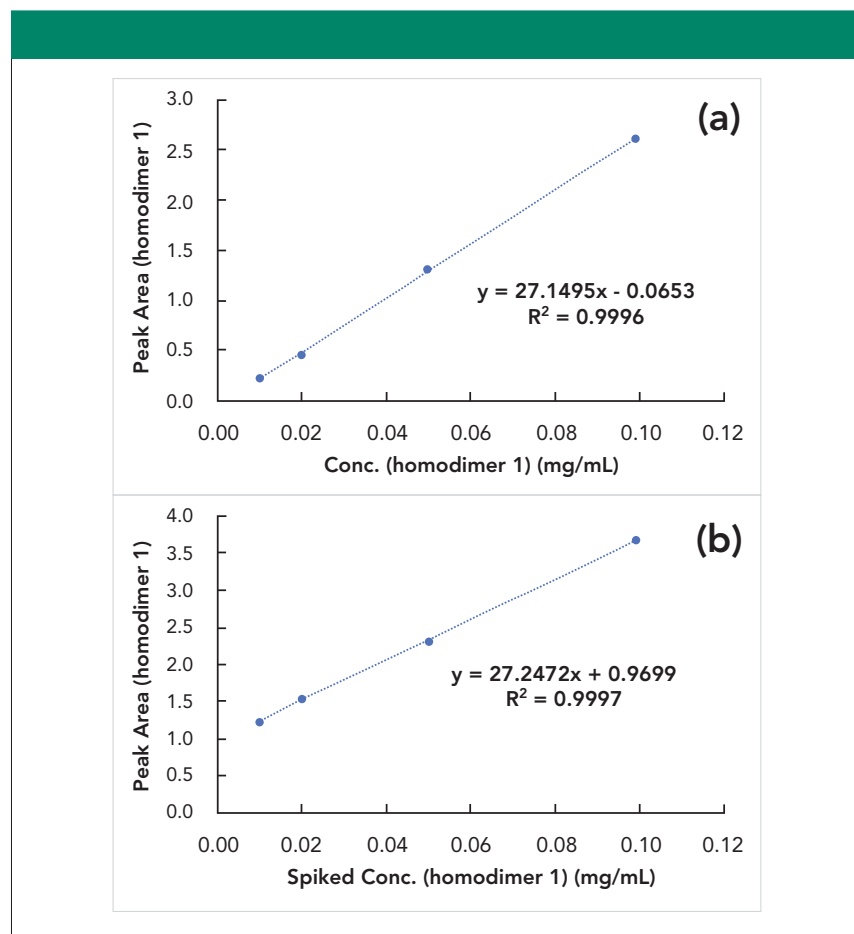 (a)
Peak Area (homodimer 1)
3.0
2.5
2.0
1.5
1.0
0.5
0.0
y = 27.1495x - 0.0653
R² = 0.9996
0.00 0.02 0.04 0.06 0.08 0.10 0.12
Conc. (homodimer 1) (mg/mL)
(b)
Peak Area (homodimer 1)
4.0
3.5
3.0
2.5
2.0
1.5
1.0
0.5
0.0
y = 27.2472x + 0.9699
R² = 0.9997
0.00 0.02 0.04 0.06 0.08 0.10 0.12
Spiked Conc. (homodimer 1) (mg/mL)